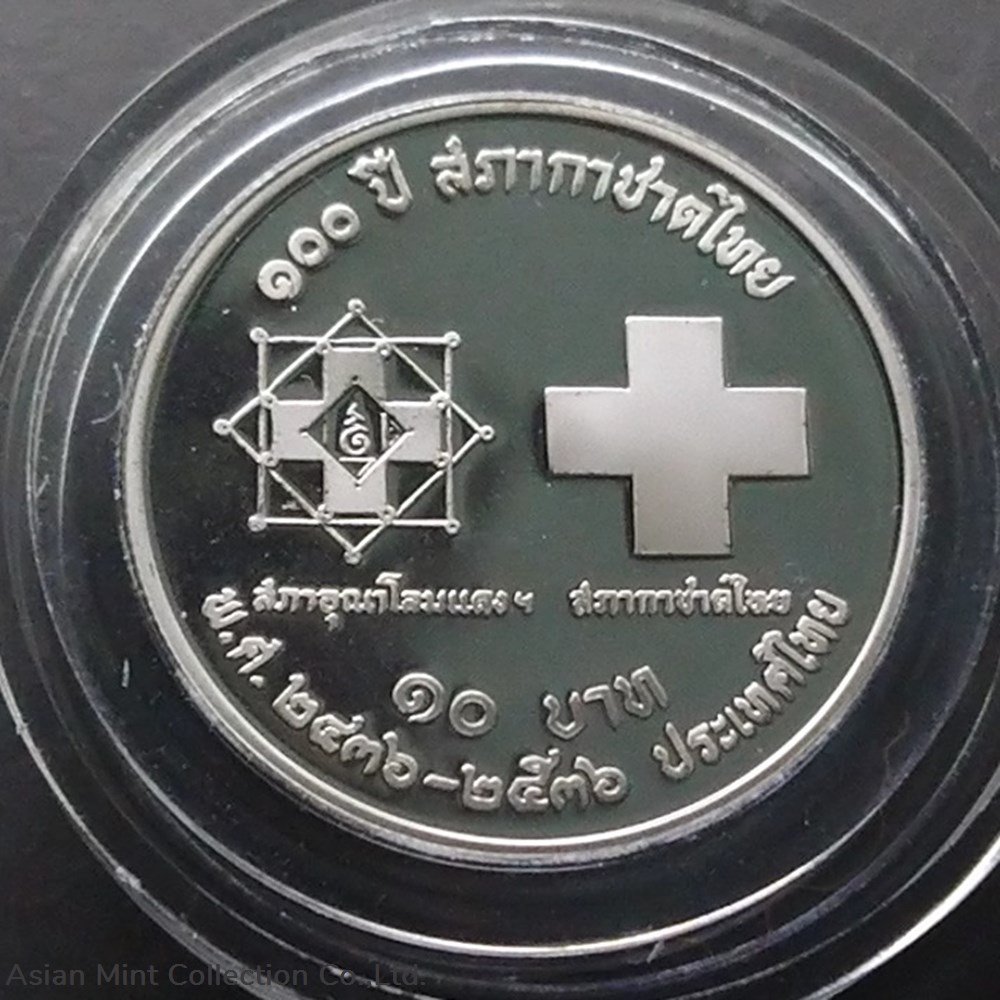 ๑๐๐ ปี สภากาชาดไทย
สภาอุณาโลมแดงฯ
สภากาชาดไทย
๑๐ บาท
พ.ศ. ๒๔๓๖-๒๕๓๖ ประเทศไทย
Asian Mint Collection Co.,Ltd.